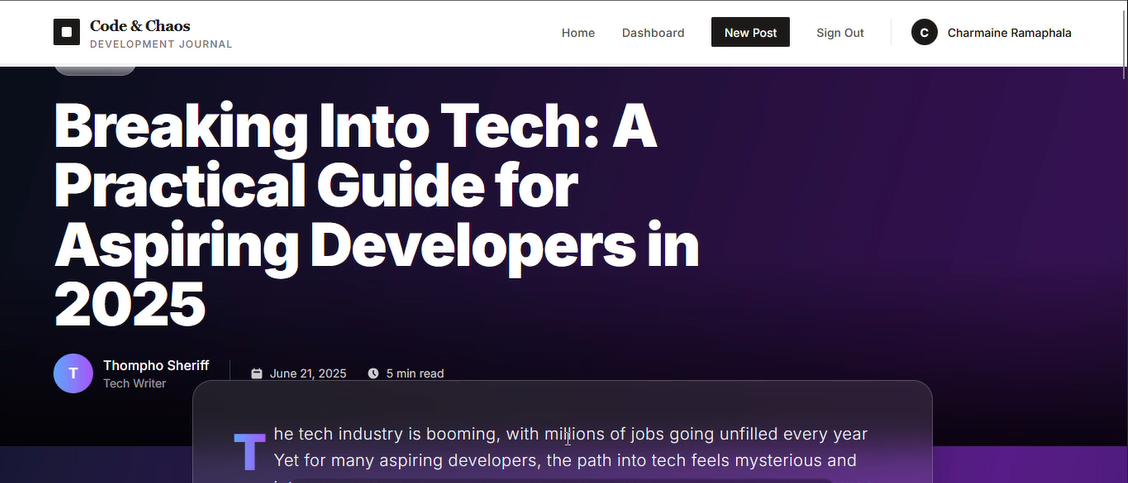 Code & Chaos
DEVELOPMENT JOURNAL
Home
Dashboard
New Post
Sign Out
C
Charmaine Ramaphala
Breaking Into Tech: A
Practical Guide for
Aspiring Developers in
2025
T
Thompho Sheriff
Tech Writer
June 21, 2025
5 min read
The tech industry is booming, with millions of jobs going unfilled every year
Yet for many aspiring developers, the path into tech feels mysterious and